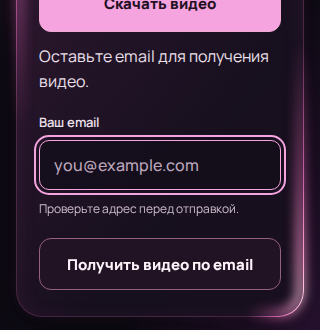 Скачать видео
Оставьте email для получения
видео.
Ваш email
you@example.com
Проверьте адрес перед отправкой.
Получить видео по email